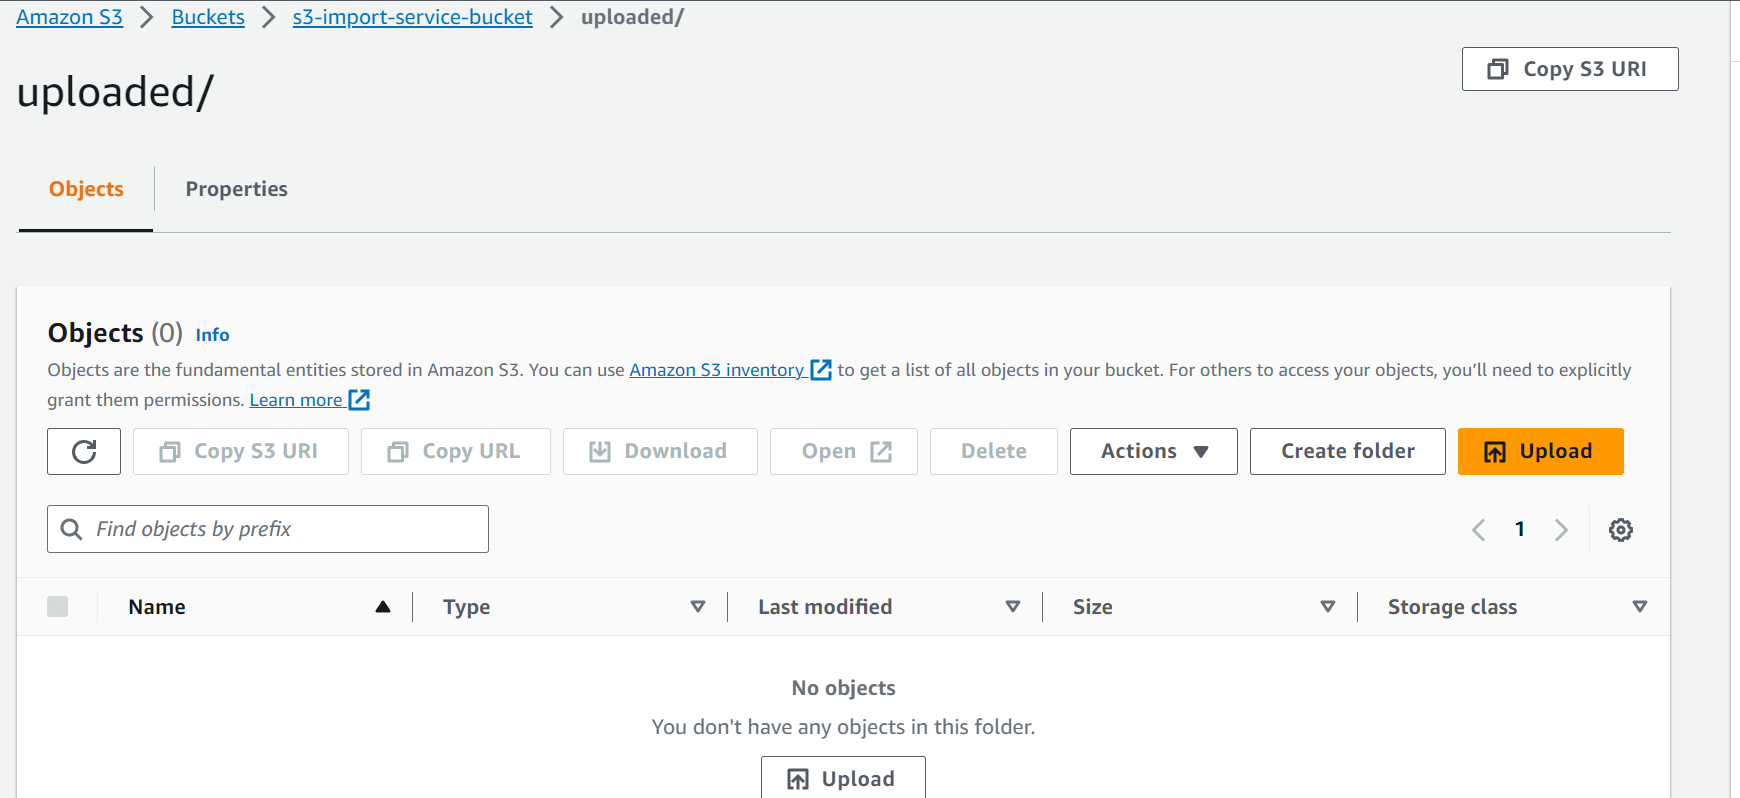 Amazon S3 Buckets s3-import-service-bucket uploaded/
Copy S3 URI
uploaded/
Objects Properties
Objects (0) Info
Objects are the fundamental entities stored in Amazon S3. You can use Amazon S3 inventory to get a list of all objects in your bucket. For others to access your objects, you’ll need to explicitly
grant them permissions. Learn more
Copy S3 URI Copy URL Download Open Delete Actions Create folder Upload
Find objects by prefix 1
Name Type Last modified Size Storage class
No objects
You don't have any objects in this folder.
Upload